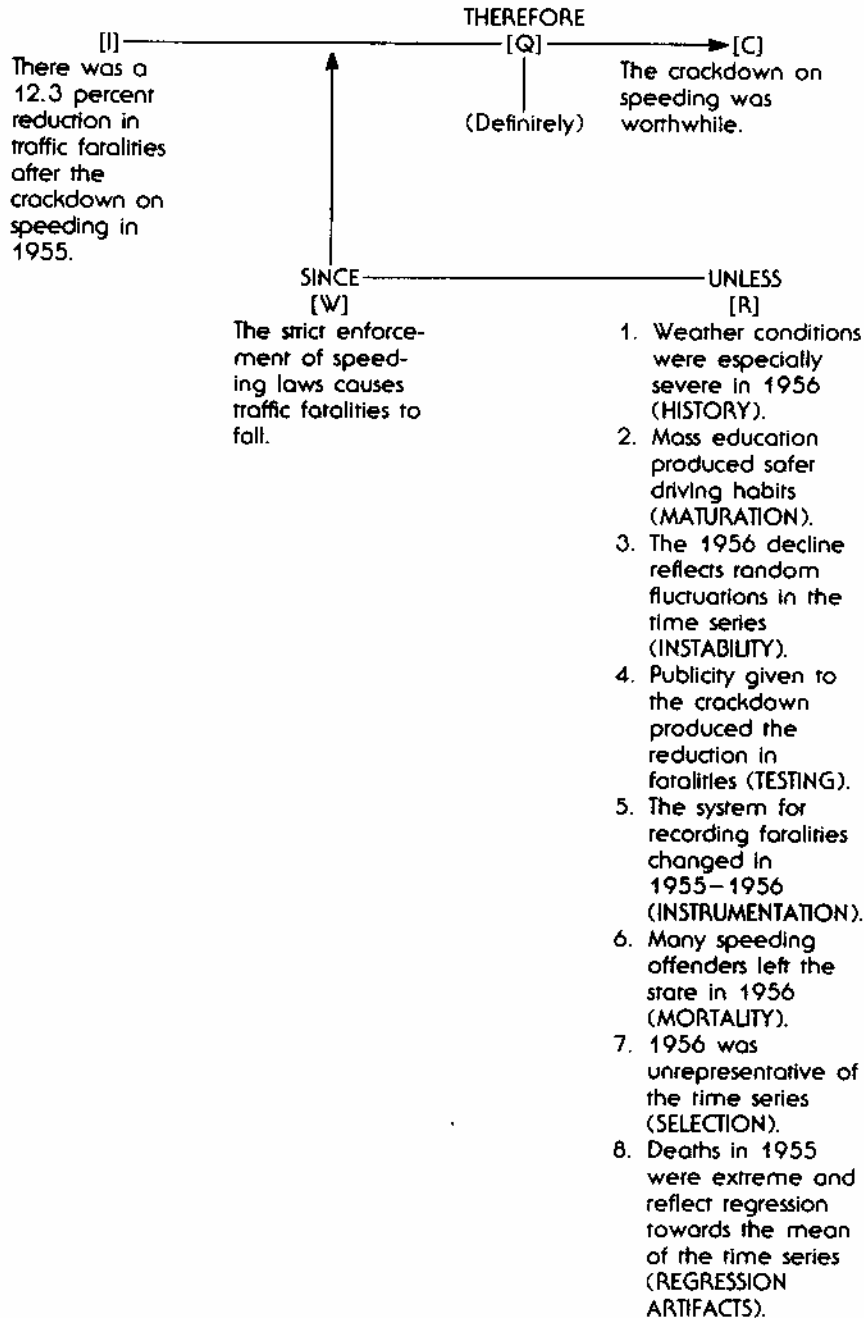 THEREFORE
[I] [Q] [C]
There was a
12.3 percent
reduction in
traffic fatalities
after the
crackdown on
speeding in
1955.
(Definitely)
The crackdown on
speeding was
worthwhile.
SINCE
[W]
The strict enforce-
ment of speed-
ing laws causes
traffic fatalities to
fall.
UNLESS
[R]
1. Weather conditions
were especially
severe in 1956
(HISTORY).
2. Mass education
produced safer
driving habits
(MATURATION).
3. The 1956 decline
reflects random
fluctuations in the
time series
(INSTABILITY).
4. Publicity given to
the crackdown
produced the
reduction in
fatalities (TESTING).
5. The system for
recording fatalities
changed in
1955–1956
(INSTRUMENTATION).
6. Many speeding
offenders left the
state in 1956
(MORTALITY).
7. 1956 was
unrepresentative of
the time series
(SELECTION).
8. Deaths in 1955
were extreme and
reflect regression
towards the mean
of the time series
(REGRESSION
ARTIFACTS).